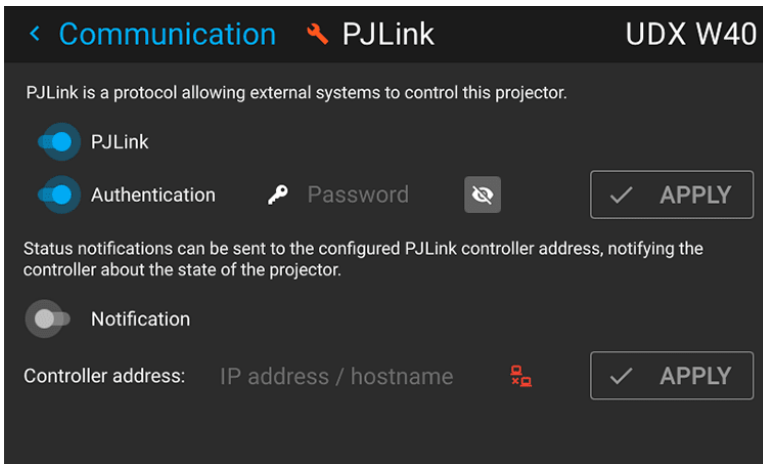 Communication PJLink UDX W40
PJLink is a protocol allowing external systems to control this projector.
PJLink
Authentication Password APPLY
Status notifications can be sent to the configured PJLink controller address, notifying the
controller about the state of the projector.
Notification
Controller address: IP address / hostname APPLY